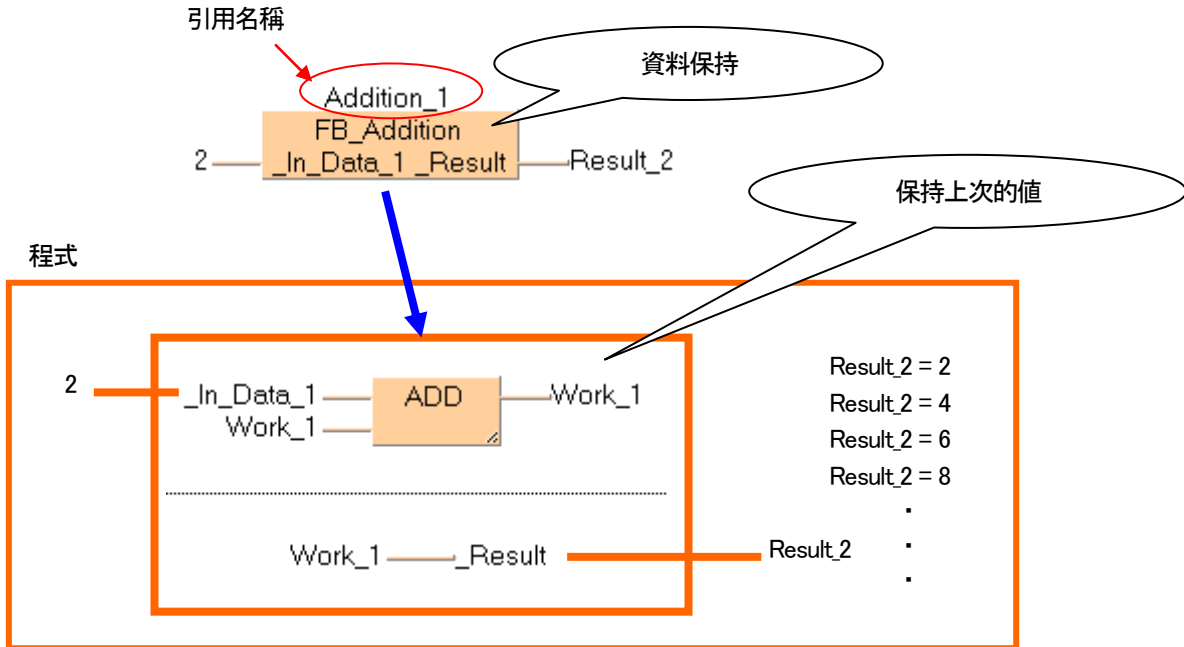 引用名稱
資料保持
Addition_1
FB_Addition
2 _In_Data_1 _Result Result_2
保持上次的值
程式
2
_In_Data_1 ADD Work_1
Work_1
Result_2 = 2
Result_2 = 4
Result_2 = 6
Result_2 = 8
・
・
・
Work_1 _Result Result_2